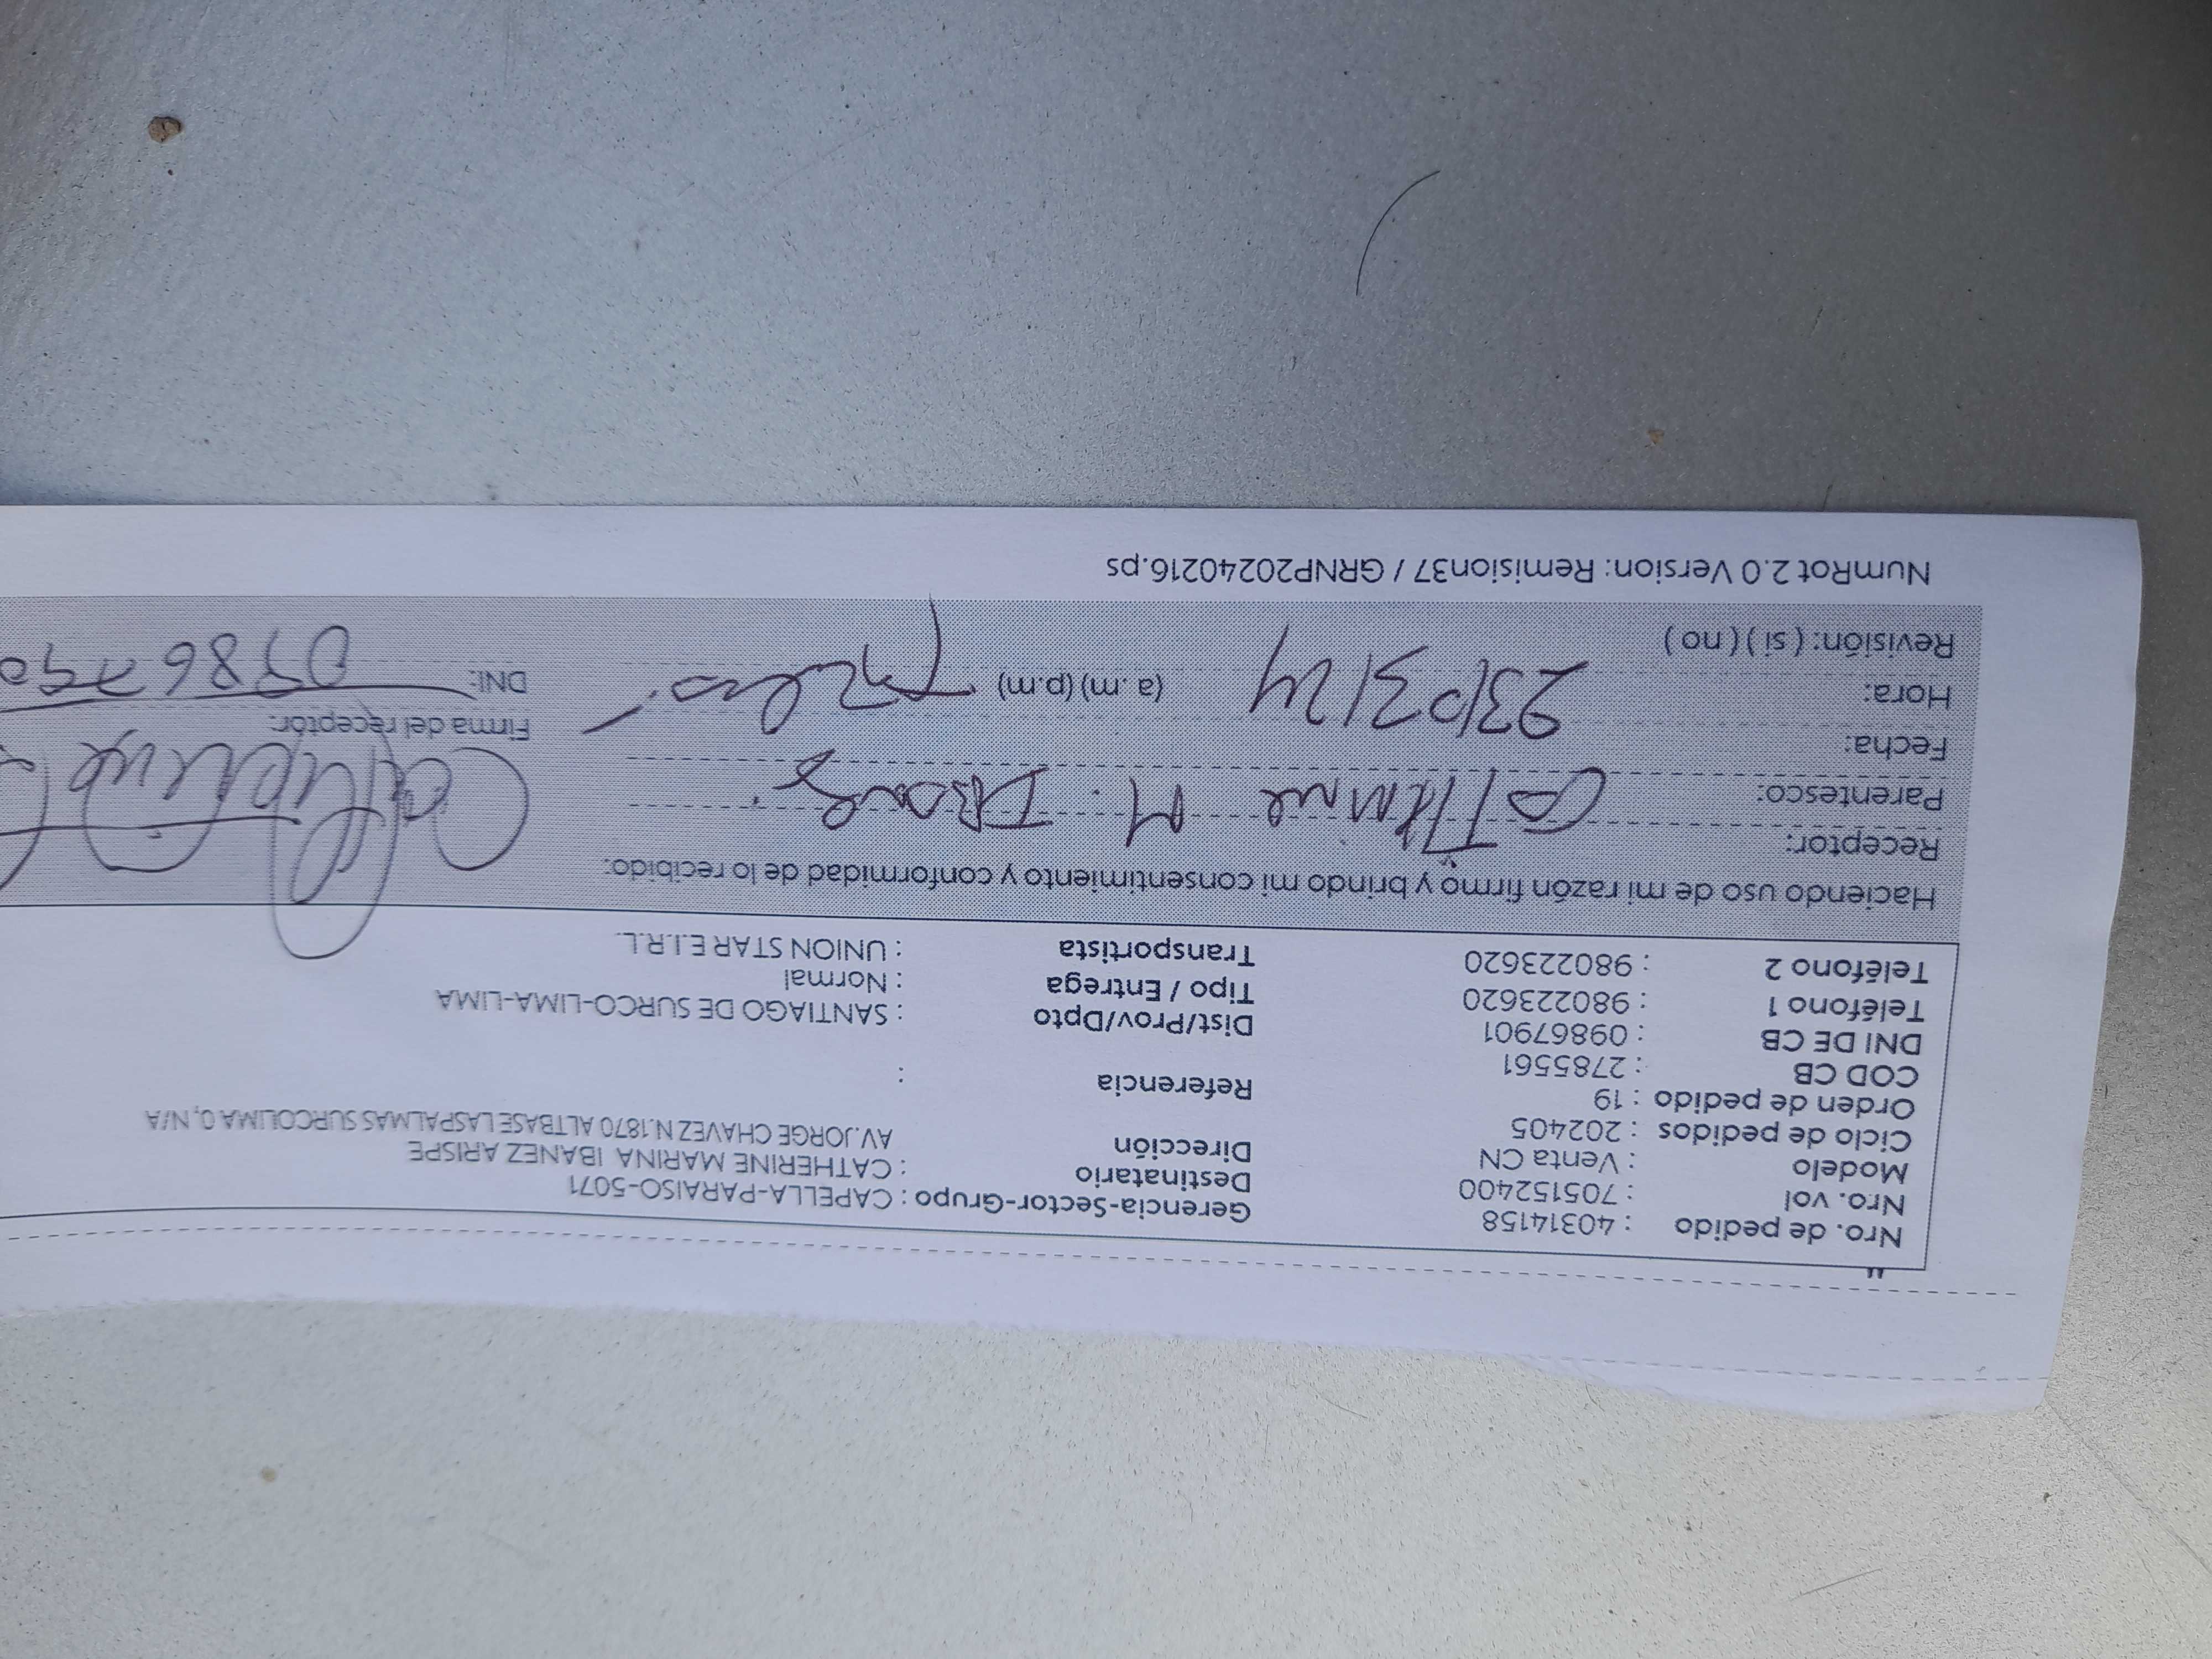 Nro. de pedido : 40314158
Nro. vol : 705152400
Modelo : Venta CN
Ciclo de pedidos : 202405
Orden de pedido : 19
COD CB : 2785561
DNI DE CB : 09867901
Teléfono 1 : 980223620
Teléfono 2 : 980223620
Gerencia-Sector-Grupo : CAPELLA-PARAISO-5071
Destinatario : CATHERINE MARINA IBANEZ ARISPE
Dirección AV.JORGE CHAVEZ N.1870 ALT BASE LASPALMAS SURCOLIMA 0, N/A
Referencia :
Dist/Prov/Dpto : SANTIAGO DE SURCO-LIMA-LIMA
Tipo / Entrega : Normal
Transportista : UNION STAR E.I.R.L.
Haciendo uso de mi razón firmo y brindo mi consentimiento y conformidad de lo recibido:
Receptor:
Parentesco: Catherine M.
Fecha:
Hora: 23/03/24 (a.m) (p.m)
Revisión: ( si ) ( no )
Firma del receptor:
DNI: 0986790
NumRot 2.0 Version: Remision37 / GRNP20240216.ps